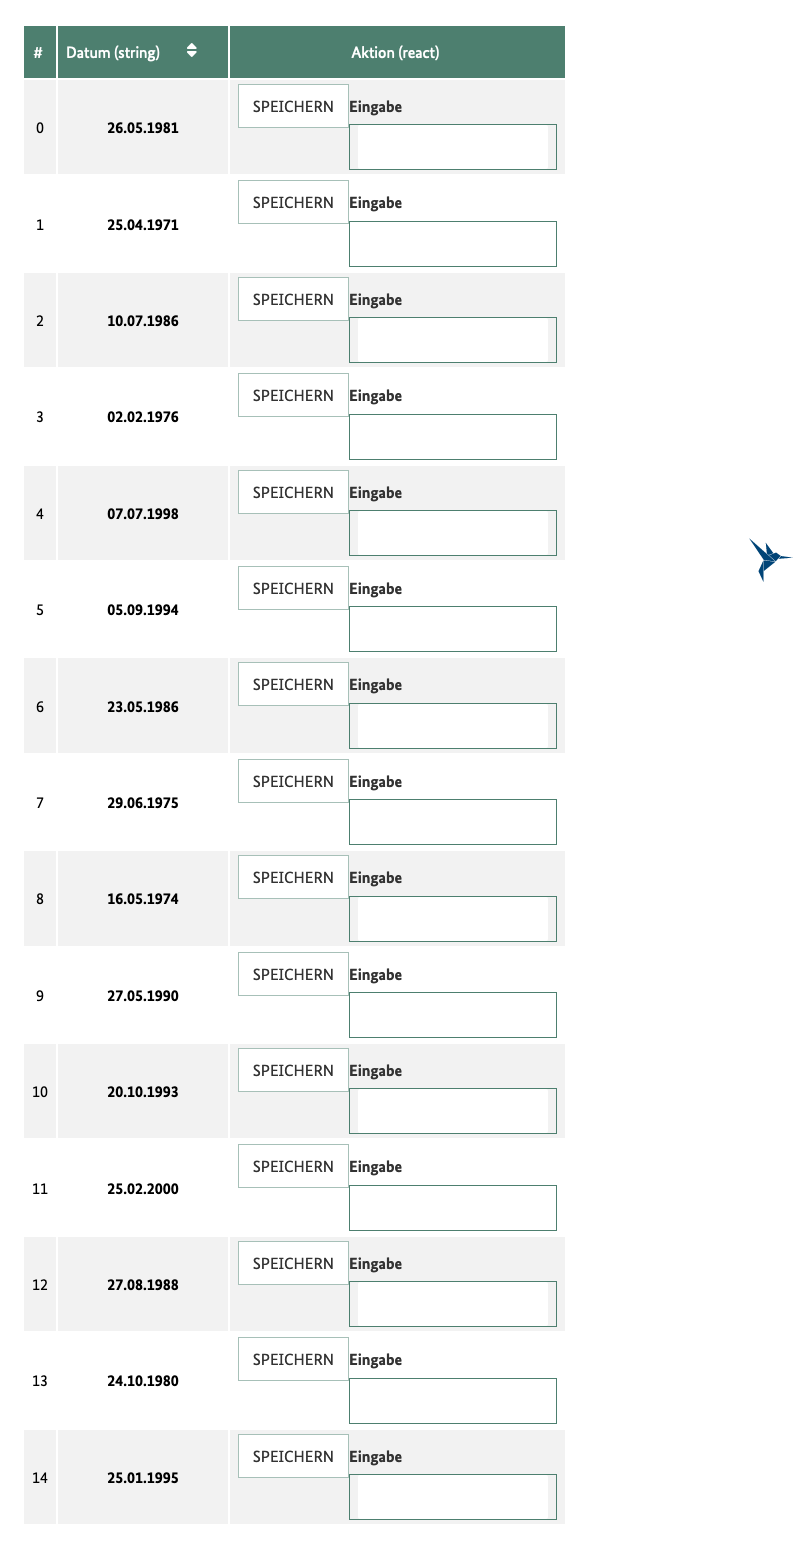 # Datum (string) Aktion (react)
SPEICHERN Eingabe
0 26.05.1981
SPEICHERN Eingabe
1 25.04.1971
SPEICHERN Eingabe
2 10.07.1986
SPEICHERN Eingabe
3 02.02.1976
SPEICHERN Eingabe
4 07.07.1998
SPEICHERN Eingabe
5 05.09.1994
SPEICHERN Eingabe
6 23.05.1986
SPEICHERN Eingabe
7 29.06.1975
SPEICHERN Eingabe
8 16.05.1974
SPEICHERN Eingabe
9 27.05.1990
SPEICHERN Eingabe
10 20.10.1993
SPEICHERN Eingabe
11 25.02.2000
SPEICHERN Eingabe
12 27.08.1988
SPEICHERN Eingabe
13 24.10.1980
SPEICHERN Eingabe
14 25.01.1995